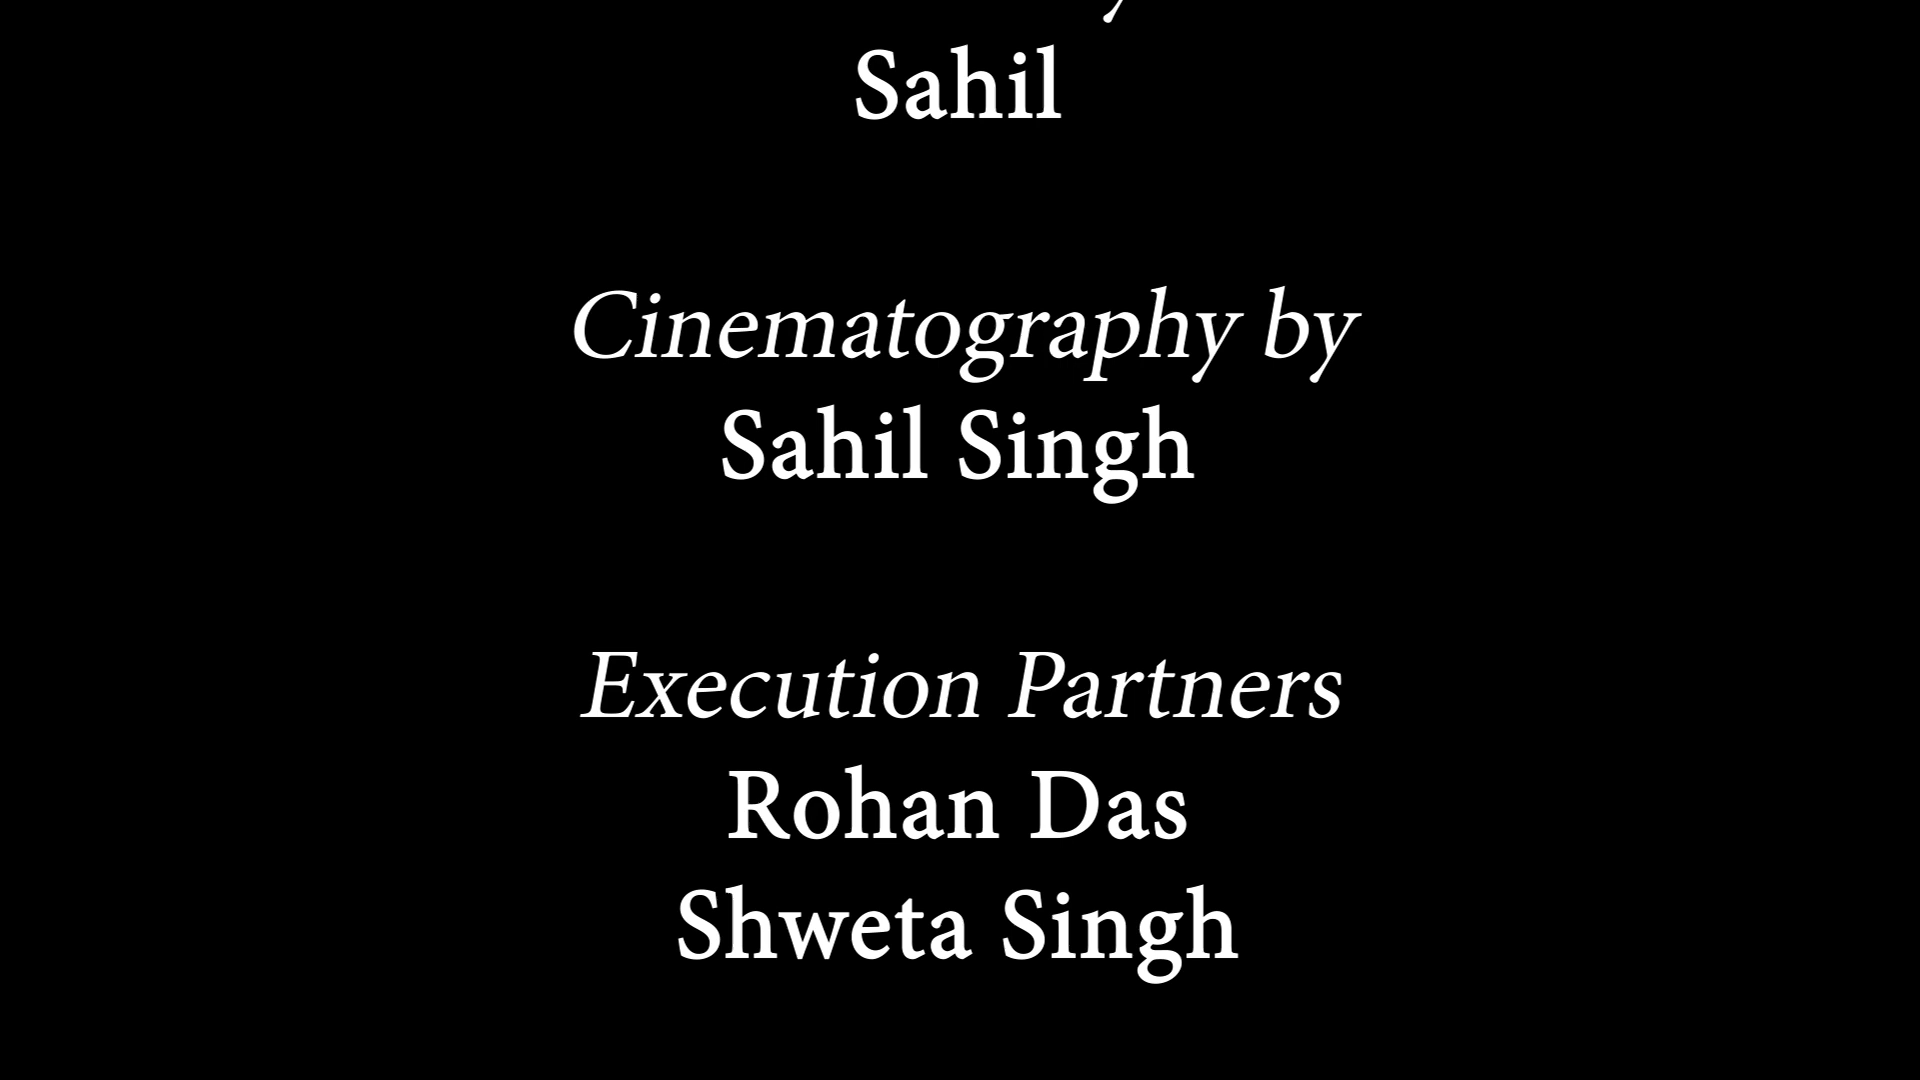 Sahil
Cinematography by
Sahil Singh
Execution Partners
Rohan Das
Shweta Singh